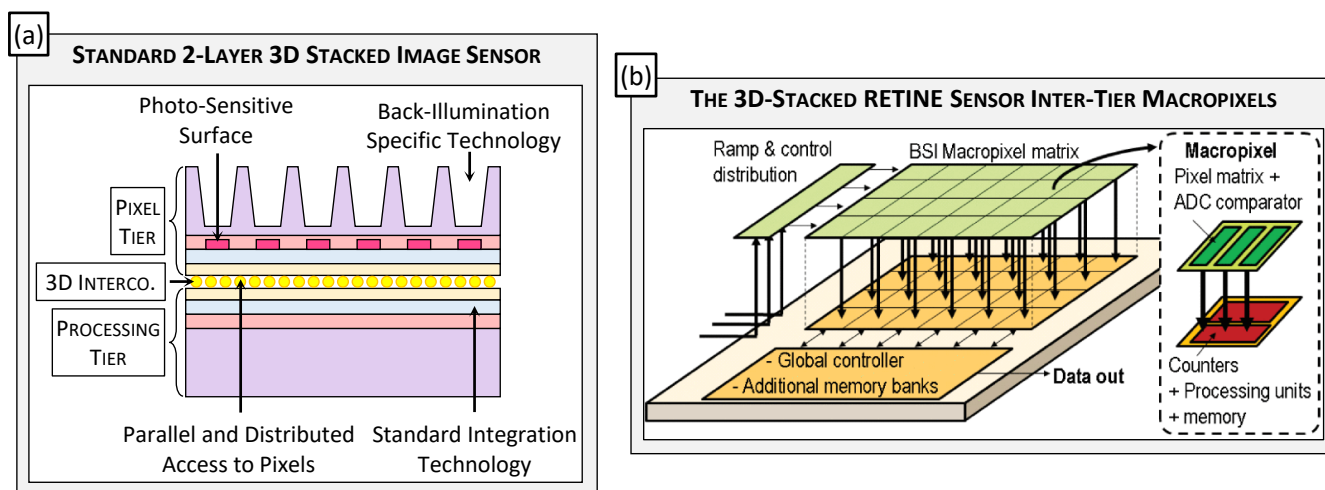 (a)
STANDARD 2-LAYER 3D STACKED IMAGE SENSOR
Photo-Sensitive
Surface
Back-Illumination
Specific Technology
PIXEL
TIER
3D INTERCO.
PROCESSING
TIER
Parallel and Distributed
Access to Pixels
Standard Integration
Technology
(b)
THE 3D-STACKED RETINE SENSOR INTER-TIER MACROPIXELS
Ramp & control
distribution
BSI Macropixel matrix
Macropixel
Pixel matrix +
ADC comparator
- Global controller
- Additional memory banks
Data out
Counters
+ Processing units
+ memory